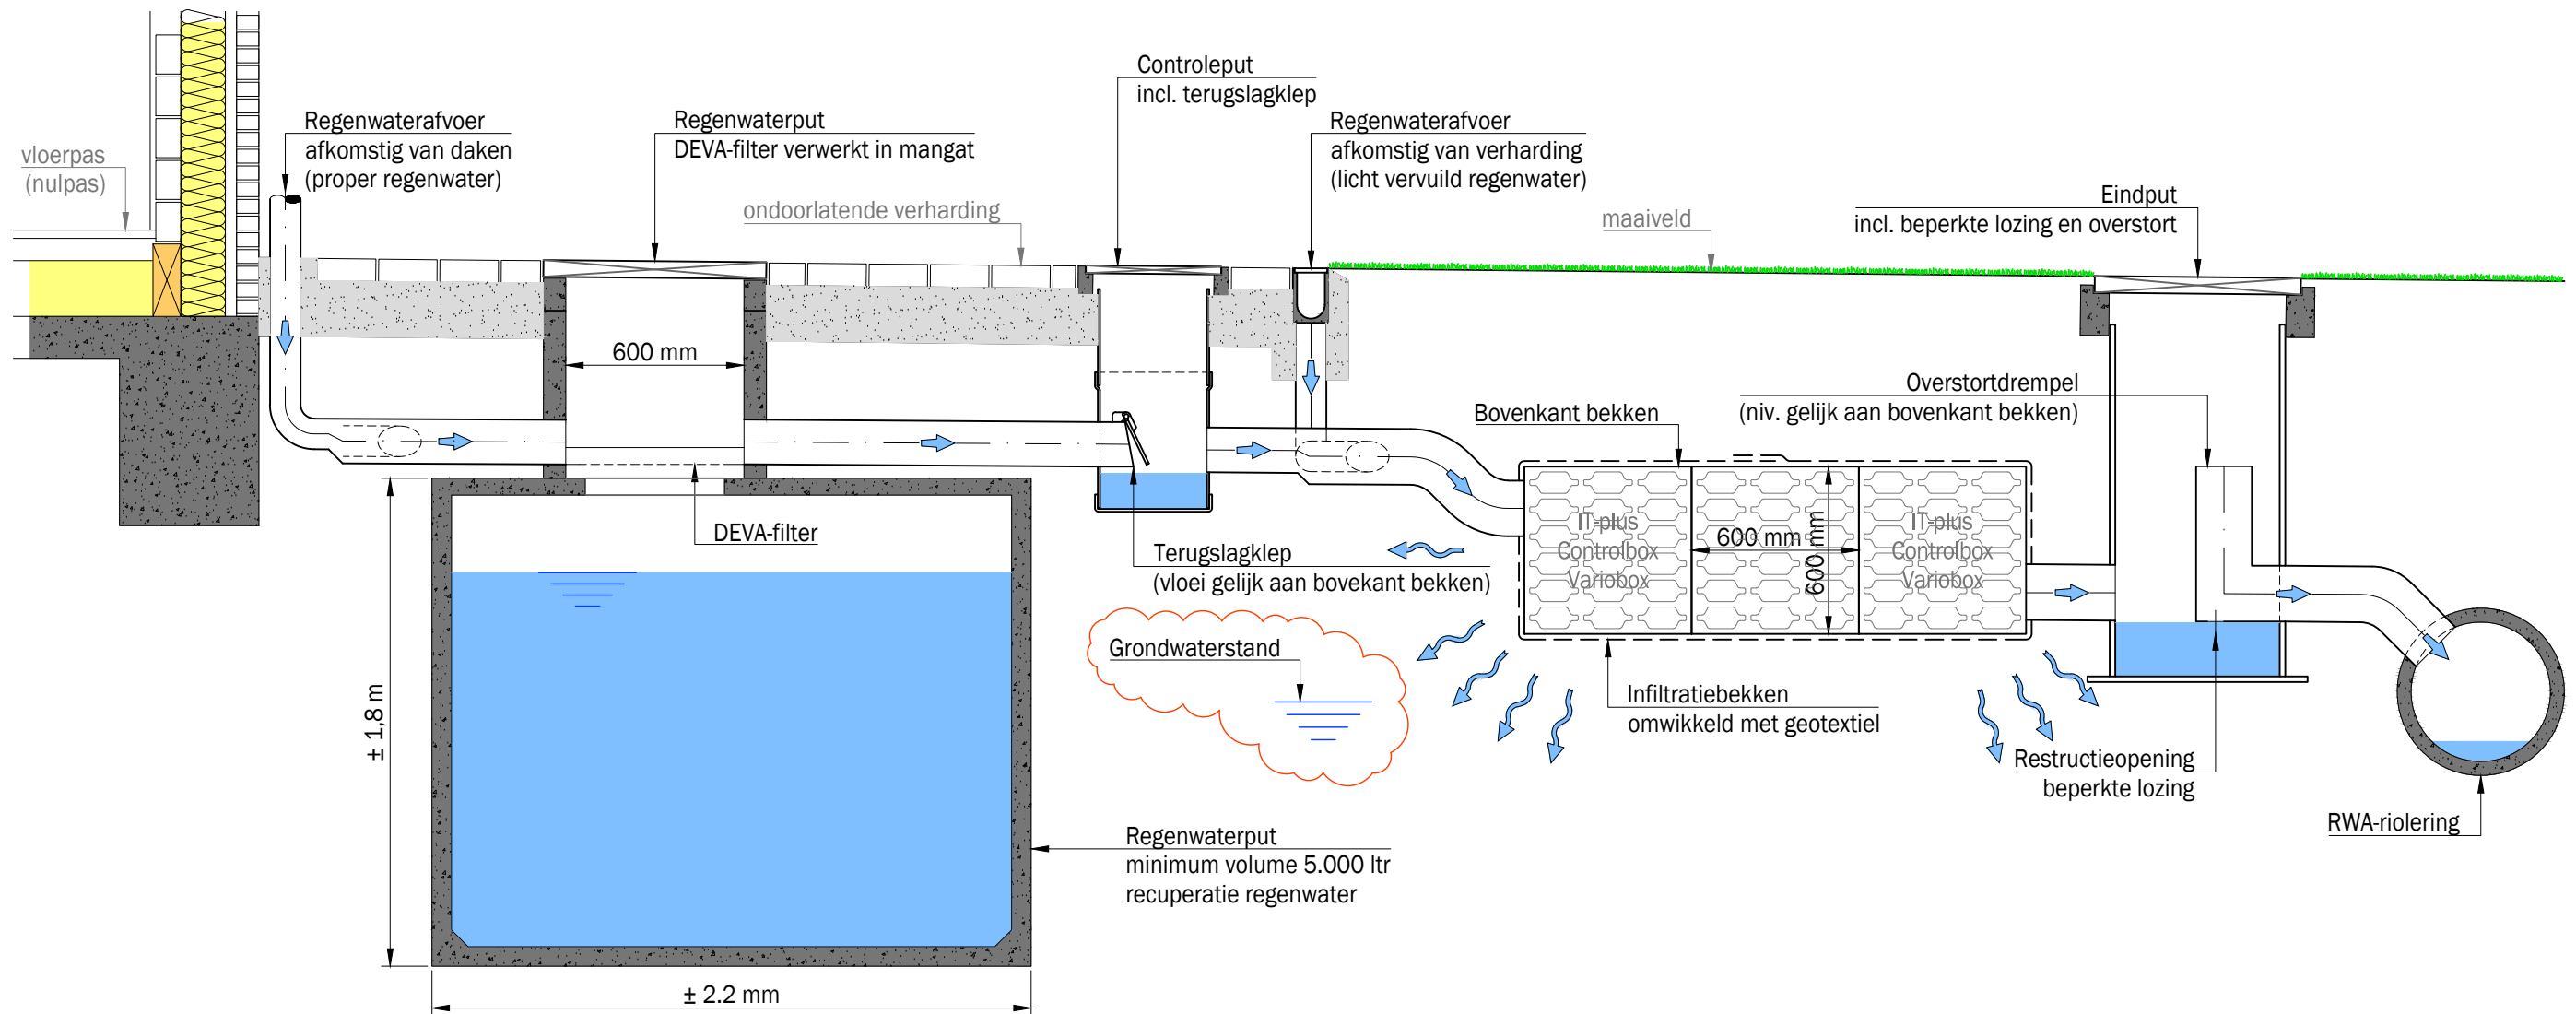 Controleput
incl. terugslagklep
Regenwaterafvoer
afkomstig van daken
(proper regenwater)
Regenwaterput
DEVA-filter verwerkt in mangat
Regenwaterafvoer
afkomstig van verharding
(licht vervuild regenwater)
vloerpas
(nulpas)
Eindput
incl. beperkte lozing en overstort
ondoorlatende verharding
maaiveld
600 mm
Overstortdrempel
(niv. gelijk aan bovenkant bekken)
Bovenkant bekken
DEVA-filter
Terugslagklep
(vloei gelijk aan bovekant bekken)
IT-plus
Controlbox
Variobox
600 mm
600 mm
IT-plus
Controlbox
Variobox
Grondwaterstand
Infiltratiebekken
omwikkeld met geotextiel
± 1,8 m
Restructieopening
beperkte lozing
RWA-riolering
Regenwaterput
minimum volume 5.000 ltr
recuperatie regenwater
± 2.2 mm